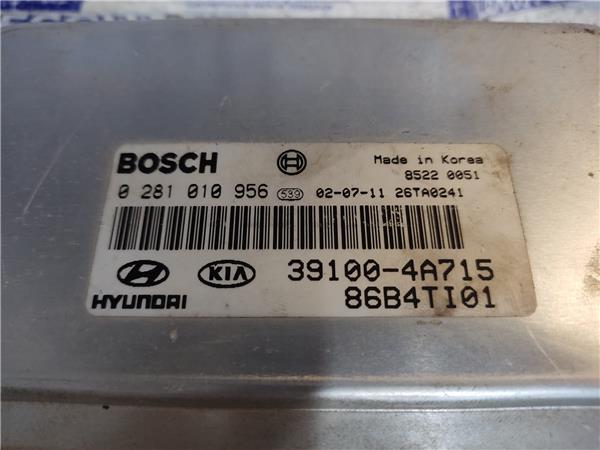 BOSCH
Made in Korea
8522 0051
0 281 010 956 539 02-07-11 26TA0241
KIA 39100-4A715
HYUNDAI 86B4TI01